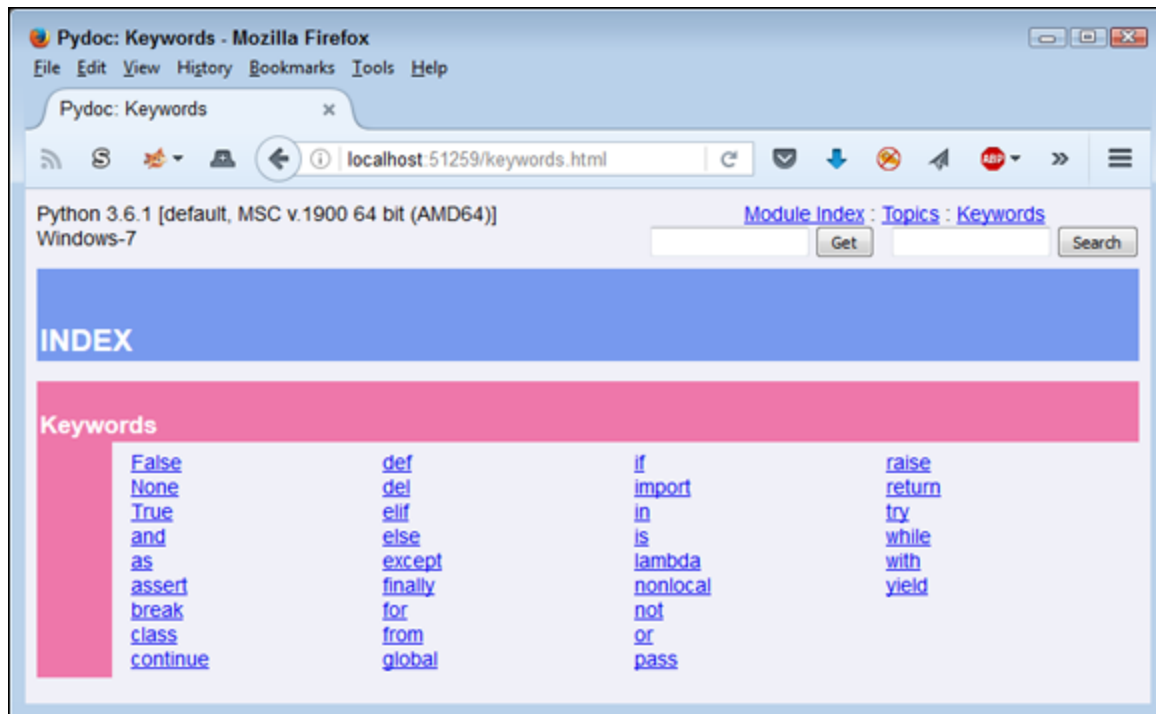 Pydoc: Keywords - Mozilla Firefox
File Edit View History Bookmarks Tools Help
Pydoc: Keywords ×
S ABP localhost:51259/keywords.html
Python 3.6.1 [default, MSC v.1900 64 bit (AMD64)]
Windows-7
Module Index : Topics : Keywords
Get Search
INDEX
Keywords
False def if raise
None del import return
True elif in try
and else is while
as except lambda with
assert finally nonlocal yield
break for not
class from or
continue global pass